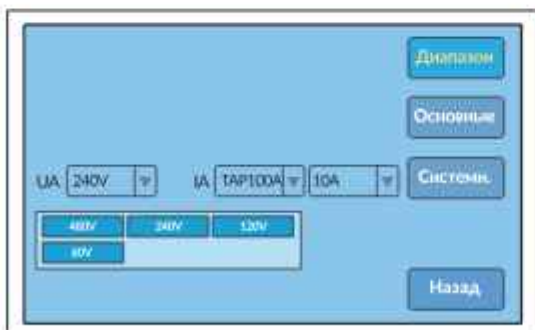 Диапазон
Основные
UA 240V IA TAP100A 10A Системн.
480V 240V 120V
60V
Назад